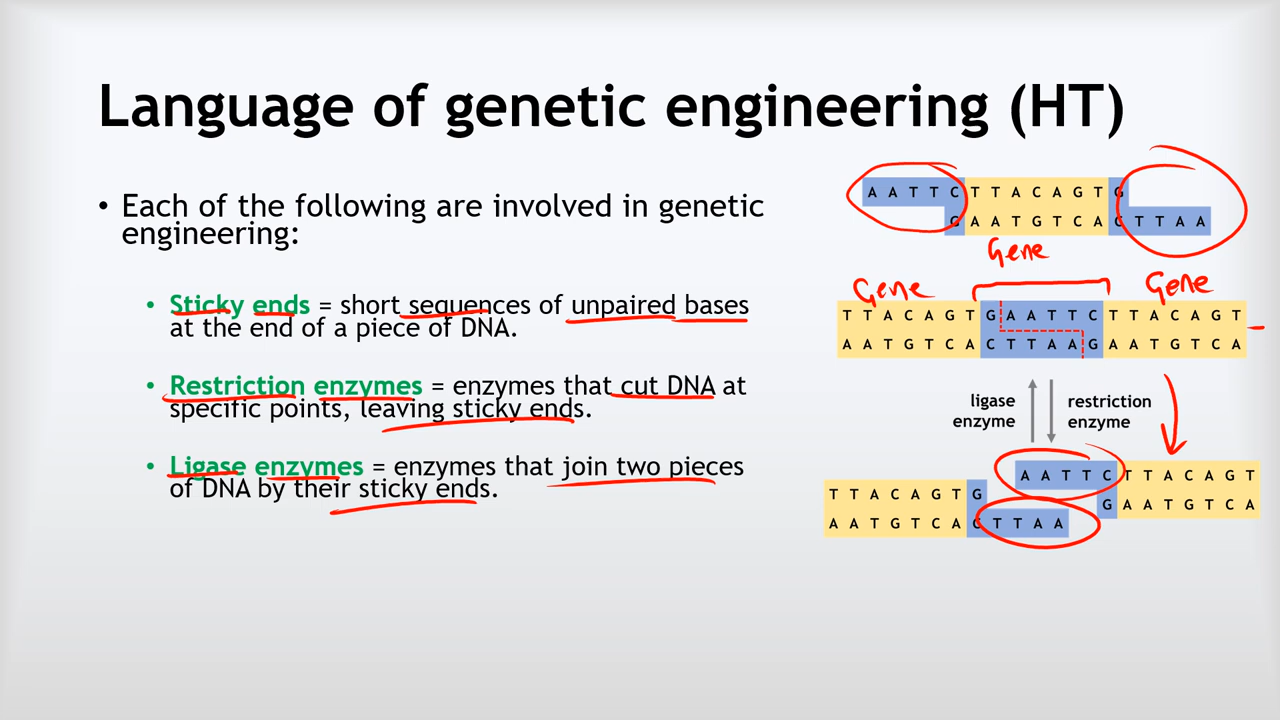 Language of genetic engineering (HT)
• Each of the following are involved in genetic
engineering:
• Sticky ends = short sequences of unpaired bases
at the end of a piece of DNA.
• Restriction enzymes = enzymes that cut DNA at
specific points, leaving sticky ends.
• Ligase enzymes = enzymes that join two pieces
of DNA by their sticky ends.
A A T T C T T A C A G T G
G A A T G T C A C T T A A
Gene
Gene
Gene
T T A C A G T G A A T T C T T A C A G T
A A T G T C A C T T A A G A A T G T C A
ligase
enzyme
restriction
enzyme
A A T T C T T A C A G T
G A A T G T C A
T T A C A G T G
A A T G T C A C T T A A